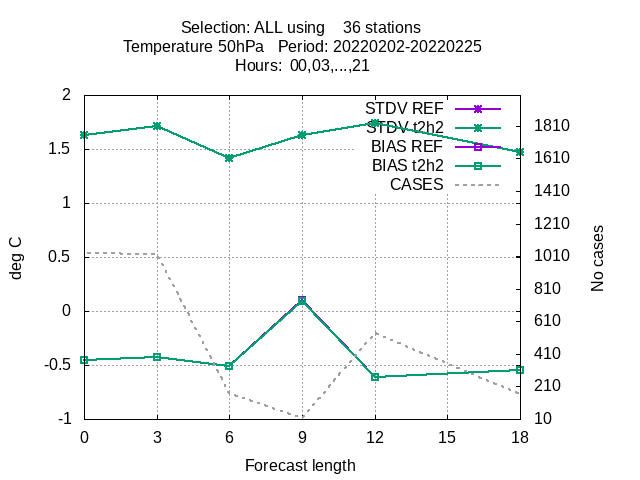 Selection: ALL using    36 stations
Temperature 50hPa   Period: 20220202-20220225
Hours: 00,03,...,21
STDV REF
STDV t2h2
BIAS REF
BIAS t2h2
CASES
2
1.5
1
0.5
0
-0.5
-1
deg C
1810
1610
1410
1210
1010
810
610
410
210
10
No cases
0 3 6 9 12 15 18
Forecast length